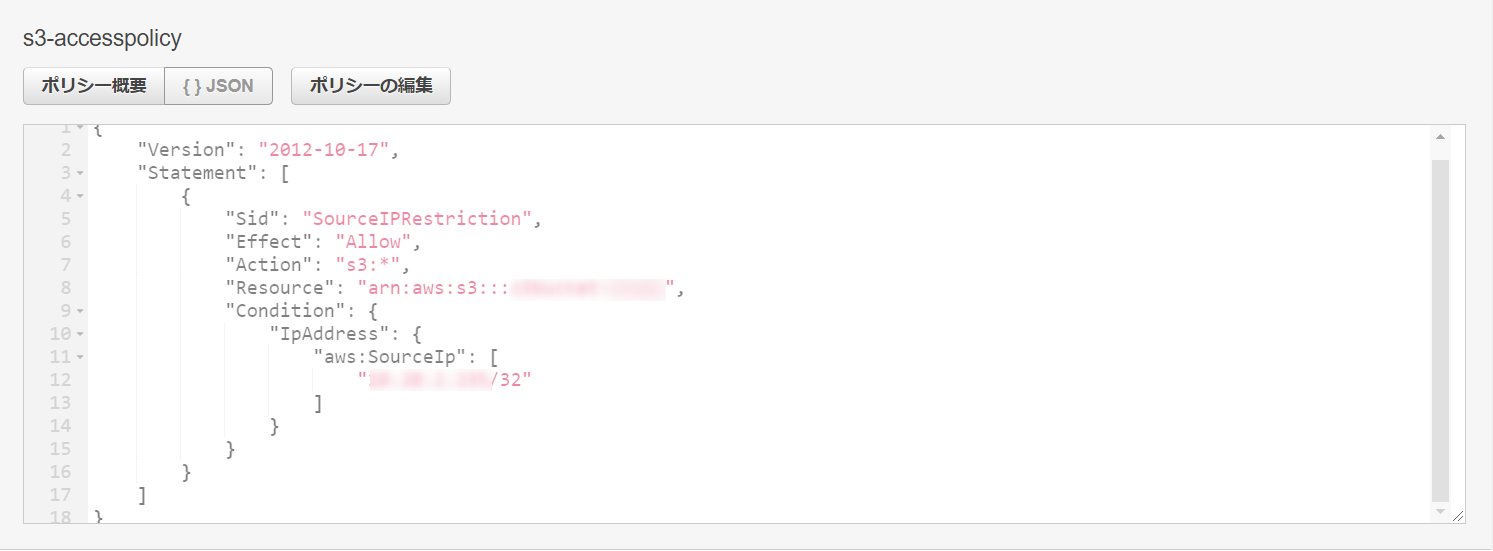 s3-accesspolicy
ポリシー概要 { } JSON ポリシーの編集
1 {
2 "Version": "2012-10-17",
3 "Statement": [
4 {
5 "Sid": "SourceIPRestriction",
6 "Effect": "Allow",
7 "Action": "s3:*",
8 "Resource": "arn:aws:s3::: ",
9 "Condition": {
10 "IpAddress": {
11 "aws:SourceIp": [
12 " /32"
13 ]
14 }
15 }
16 }
17 ]
18 }